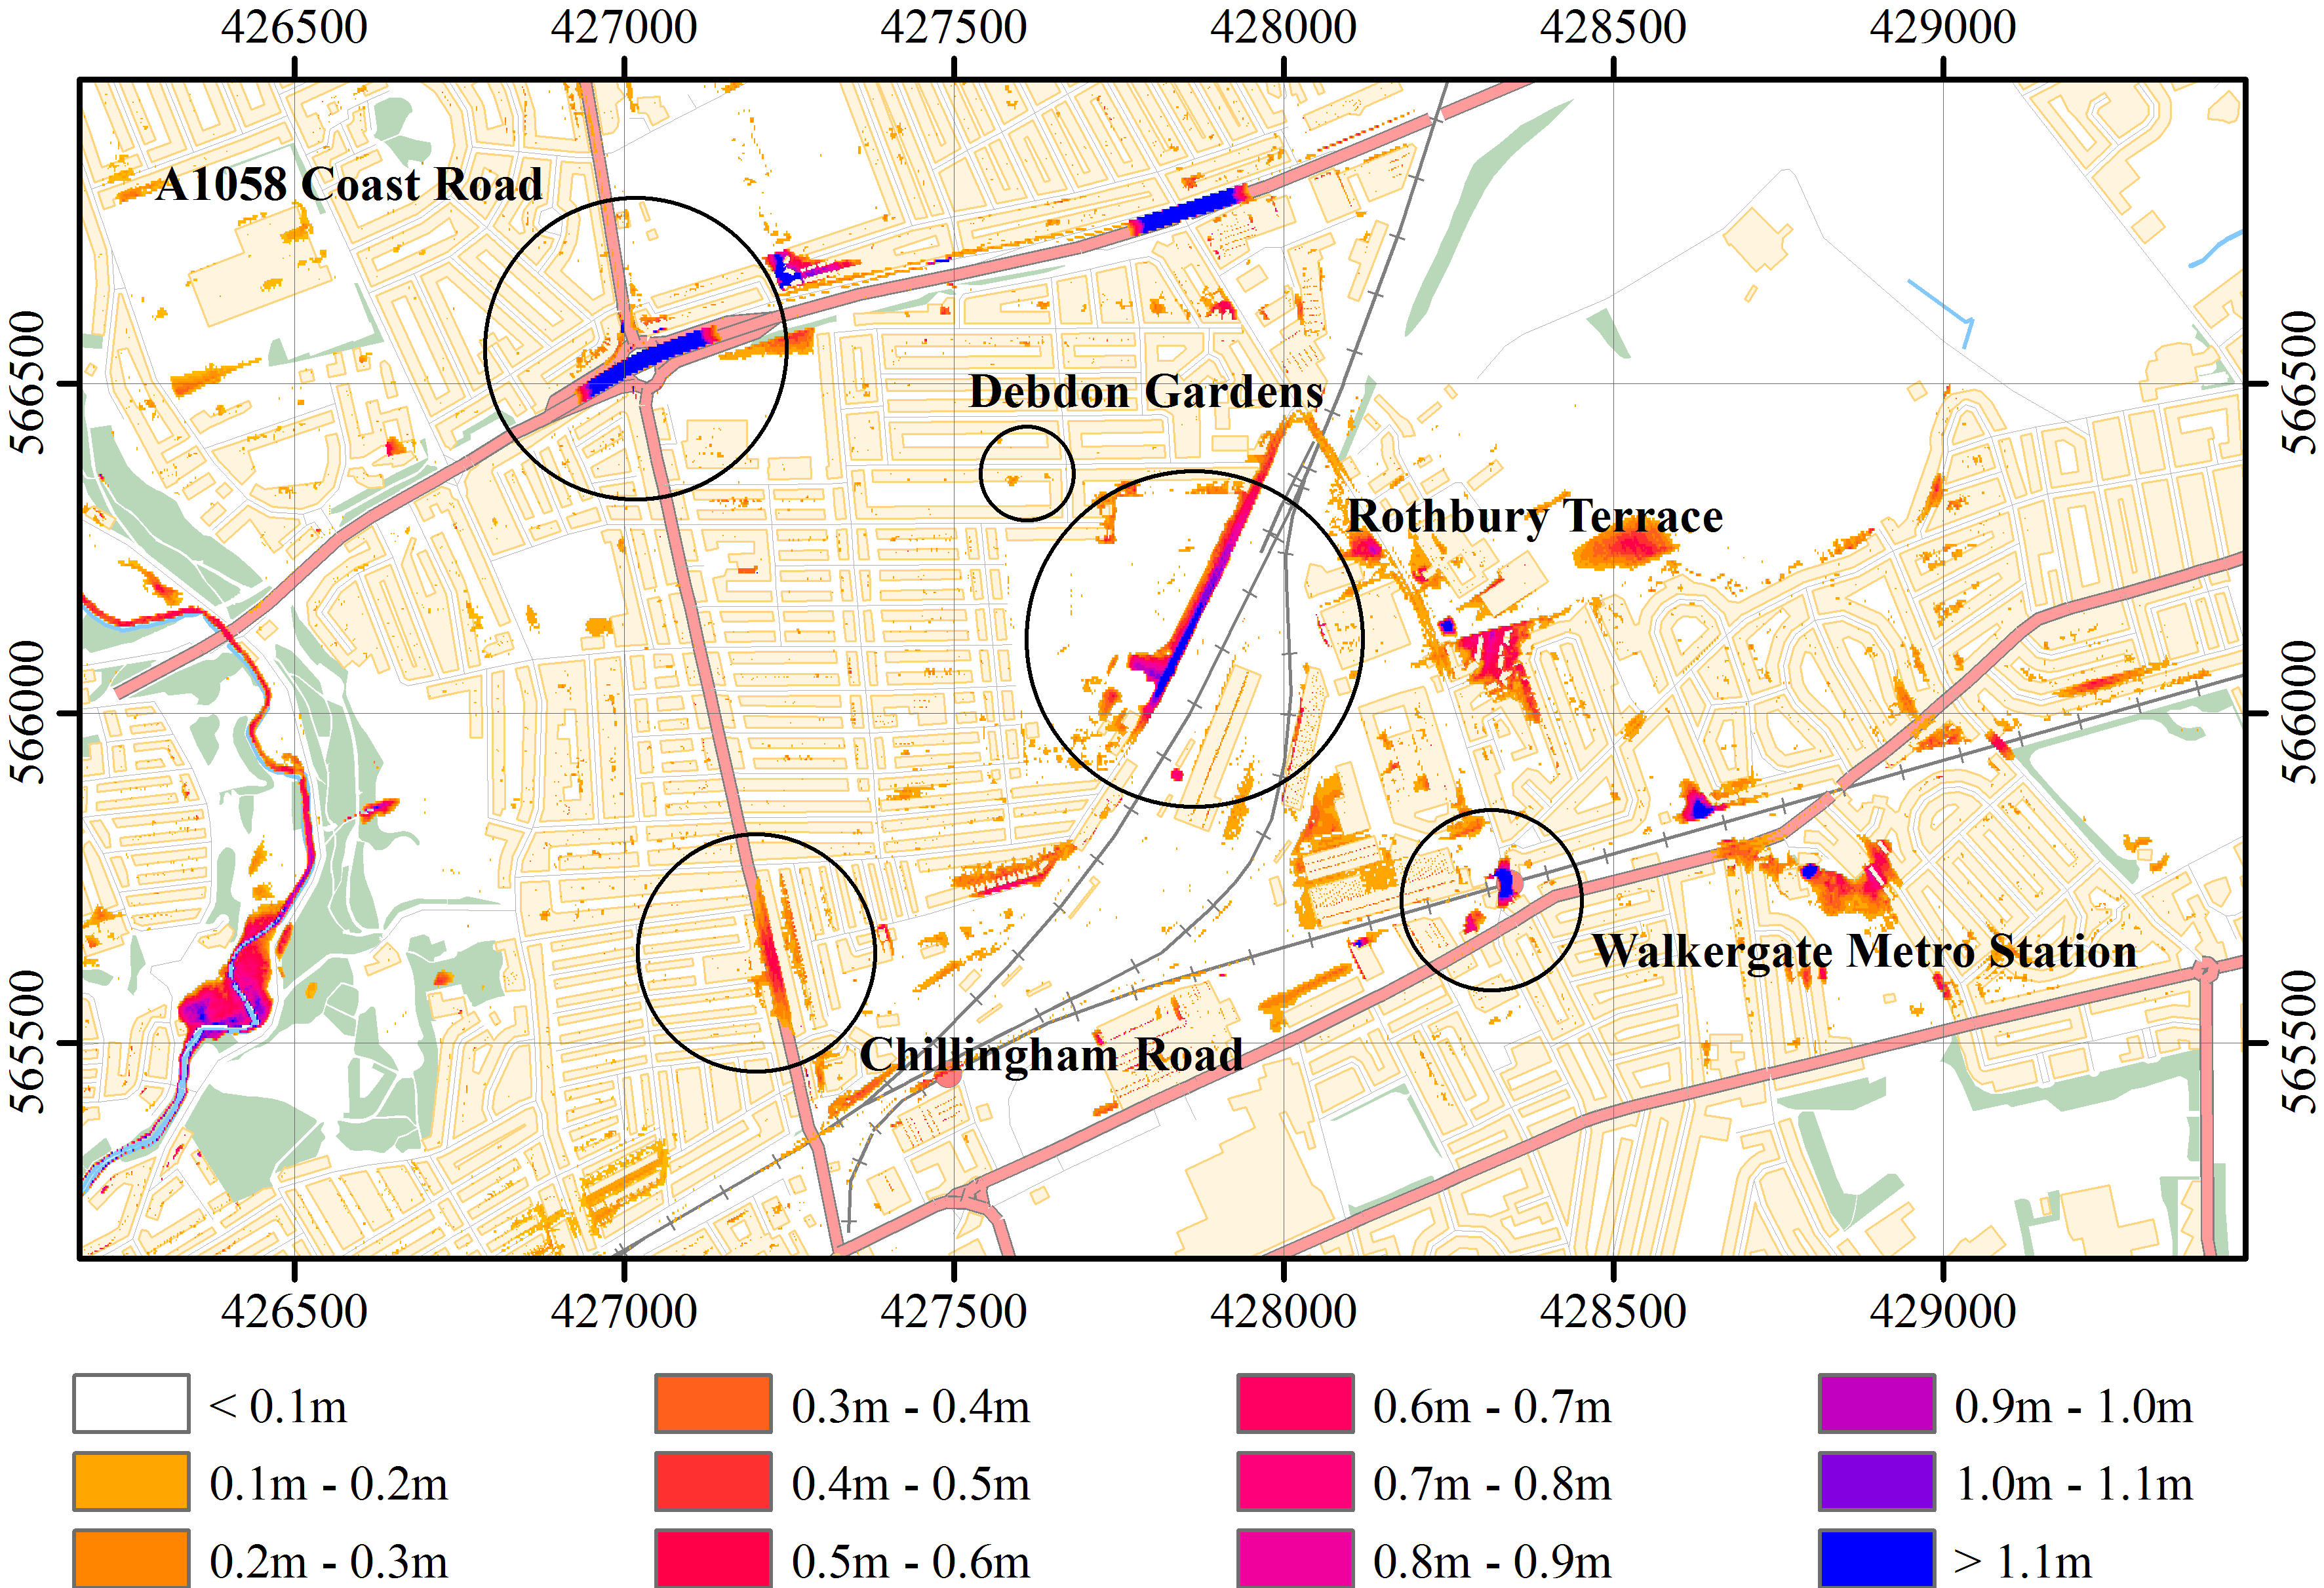 426500 427000 427500 428000 428500 429000
A1058 Coast Road
566500 566500
Debdon Gardens
Rothbury Terrace
566000 566000
Walkergate Metro Station
565500 565500
Chillingham Road
426500 427000 427500 428000 428500 429000
< 0.1m 0.3m - 0.4m 0.6m - 0.7m 0.9m - 1.0m
0.1m - 0.2m 0.4m - 0.5m 0.7m - 0.8m 1.0m - 1.1m
0.2m - 0.3m 0.5m - 0.6m 0.8m - 0.9m > 1.1m